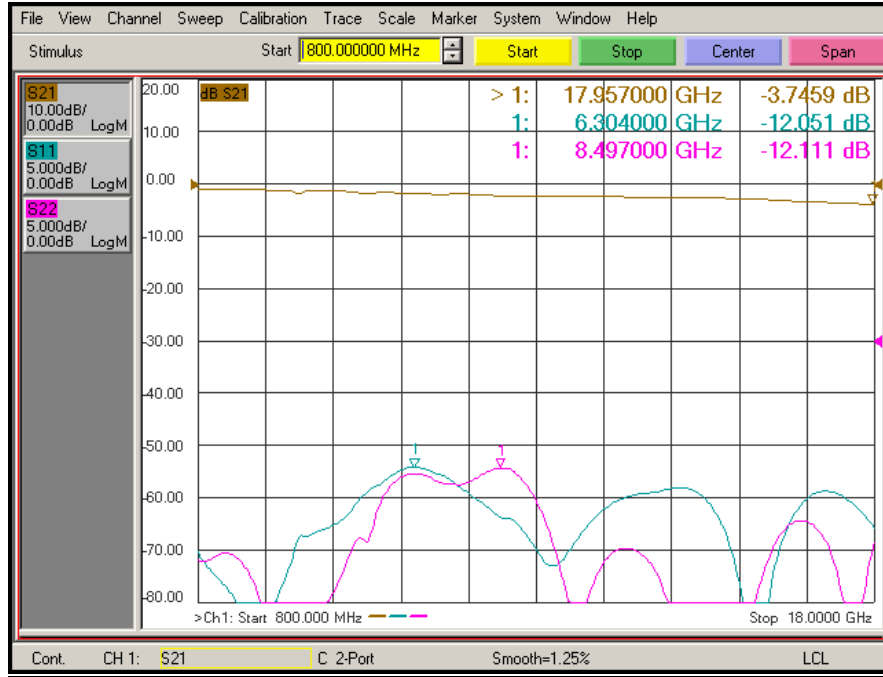 File View Channel Sweep Calibration Trace Scale Marker System Window Help
Stimulus Start 800.000000 MHz Start Stop Center Span
S21
10.00dB/
0.00dB LogM
S11
5.000dB/
0.00dB LogM
S22
5.000dB/
0.00dB LogM
dB S21
> 1: 17.957000 GHz -3.7459 dB
1: 6.304000 GHz -12.051 dB
1: 8.497000 GHz -12.111 dB
20.00
10.00
0.00
-10.00
-20.00
-30.00
-40.00
-50.00
-60.00
-70.00
-80.00
>Ch1: Start 800.000 MHz Stop 18.0000 GHz
Cont. CH 1: S21 C 2-Port Smooth=1.25% LCL